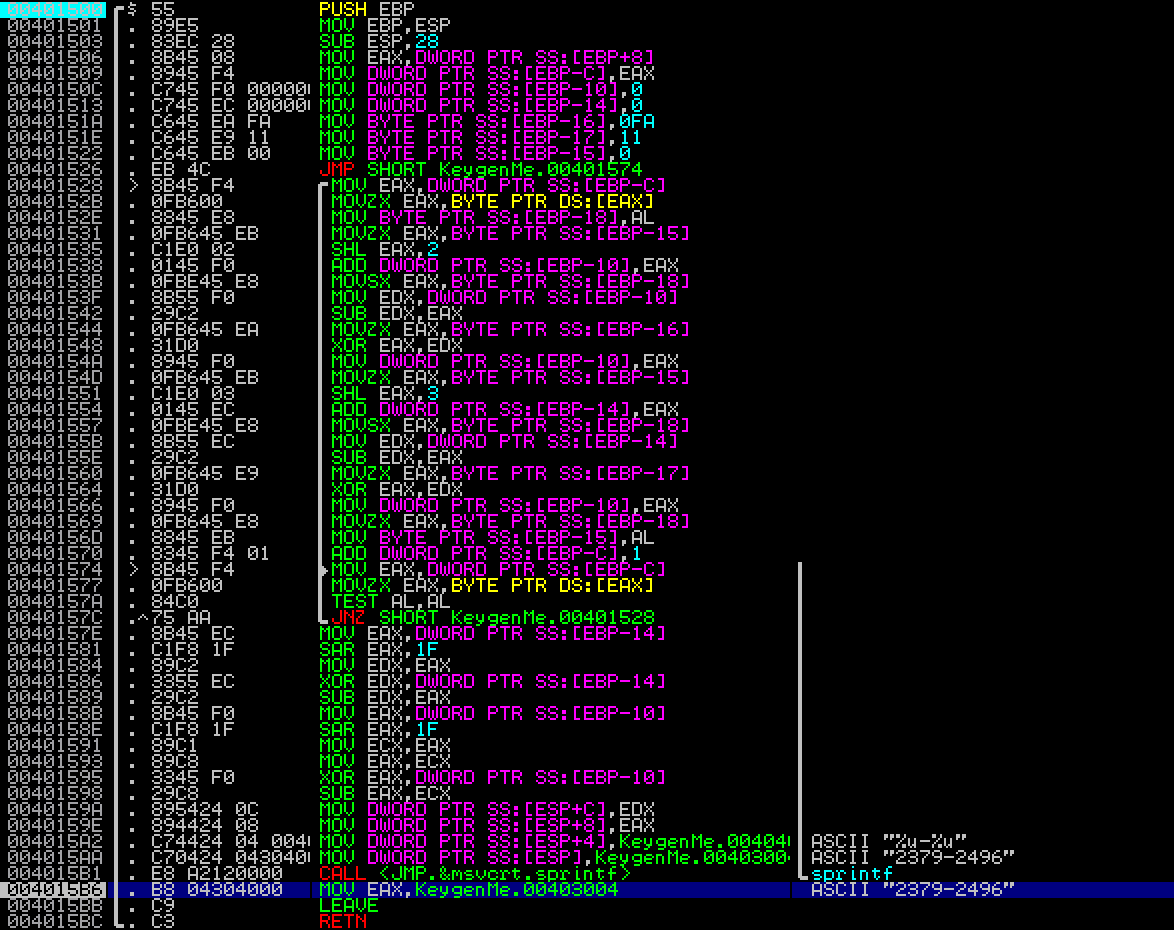 00401500 $ 55 PUSH EBP
00401501 . 89E5 MOV EBP,ESP
00401503 . 83EC 28 SUB ESP,28
00401506 . 8B45 08 MOV EAX,DWORD PTR SS:[EBP+8]
00401509 . 8945 F4 MOV DWORD PTR SS:[EBP-C],EAX
0040150C . C745 F0 00000 MOV DWORD PTR SS:[EBP-10],0
00401513 . C745 EC 00000 MOV DWORD PTR SS:[EBP-14],0
0040151A . C645 EA FA MOV BYTE PTR SS:[EBP-16],0FA
0040151E . C645 E9 11 MOV BYTE PTR SS:[EBP-17],11
00401522 . C645 EB 00 MOV BYTE PTR SS:[EBP-15],0
00401526 . EB 4C JMP SHORT KeygenMe.00401574
00401528 > 8B45 F4 MOV EAX,DWORD PTR SS:[EBP-C]
0040152B . 0FB600 MOVZX EAX,BYTE PTR DS:[EAX]
0040152E . 8845 E8 MOV BYTE PTR SS:[EBP-18],AL
00401531 . 0FB645 EB MOVZX EAX,BYTE PTR SS:[EBP-15]
00401535 . C1E0 02 SHL EAX,2
00401538 . 0145 F0 ADD DWORD PTR SS:[EBP-10],EAX
0040153B . 0FBE45 E8 MOVSX EAX,BYTE PTR SS:[EBP-18]
0040153F . 8B55 F0 MOV EDX,DWORD PTR SS:[EBP-10]
00401542 . 29C2 SUB EDX,EAX
00401544 . 0FB645 EA MOVZX EAX,BYTE PTR SS:[EBP-16]
00401548 . 31D0 XOR EAX,EDX
0040154A . 8945 F0 MOV DWORD PTR SS:[EBP-10],EAX
0040154D . 0FB645 EB MOVZX EAX,BYTE PTR SS:[EBP-15]
00401551 . C1E0 03 SHL EAX,3
00401554 . 0145 EC ADD DWORD PTR SS:[EBP-14],EAX
00401557 . 0FBE45 E8 MOVSX EAX,BYTE PTR SS:[EBP-18]
0040155B . 8B55 EC MOV EDX,DWORD PTR SS:[EBP-14]
0040155E . 29C2 SUB EDX,EAX
00401560 . 0FB645 E9 MOVZX EAX,BYTE PTR SS:[EBP-17]
00401564 . 31D0 XOR EAX,EDX
00401566 . 8945 F0 MOV DWORD PTR SS:[EBP-10],EAX
00401569 . 0FB645 E8 MOVZX EAX,BYTE PTR SS:[EBP-18]
0040156D . 8845 EB MOV BYTE PTR SS:[EBP-15],AL
00401570 . 8345 F4 01 ADD DWORD PTR SS:[EBP-C],1
00401574 > 8B45 F4 MOV EAX,DWORD PTR SS:[EBP-C]
00401577 . 0FB600 MOVZX EAX,BYTE PTR DS:[EAX]
0040157A . 84C0 TEST AL,AL
0040157C .^75 AA JNZ SHORT KeygenMe.00401528
0040157E . 8B45 EC MOV EAX,DWORD PTR SS:[EBP-14]
00401581 . C1F8 1F SAR EAX,1F
00401584 . 89C2 MOV EDX,EAX
00401586 . 3355 EC XOR EDX,DWORD PTR SS:[EBP-14]
00401589 . 29C2 SUB EDX,EAX
0040158B . 8B45 F0 MOV EAX,DWORD PTR SS:[EBP-10]
0040158E . C1F8 1F SAR EAX,1F
00401591 . 89C1 MOV ECX,EAX
00401593 . 89C8 MOV EAX,ECX
00401595 . 3345 F0 XOR EAX,DWORD PTR SS:[EBP-10]
00401598 . 29C8 SUB EAX,ECX
0040159A . 895424 0C MOV DWORD PTR SS:[ESP+C],EDX
0040159E . 894424 08 MOV DWORD PTR SS:[ESP+8],EAX
004015A2 . C74424 04 004 MOV DWORD PTR SS:[ESP+4],KeygenMe.00404 ASCII "%u-%u"
004015AA . C70424 043040 MOV DWORD PTR SS:[ESP],KeygenMe.0040300 ASCII "2379-2496"
004015B1 . E8 A2120000 CALL <JMP.&msvcrt.sprintf> sprintf
004015B6 . B8 04304000 MOV EAX,KeygenMe.00403004 ASCII "2379-2496"
004015BB . C9 LEAVE
004015BC . C3 RETN